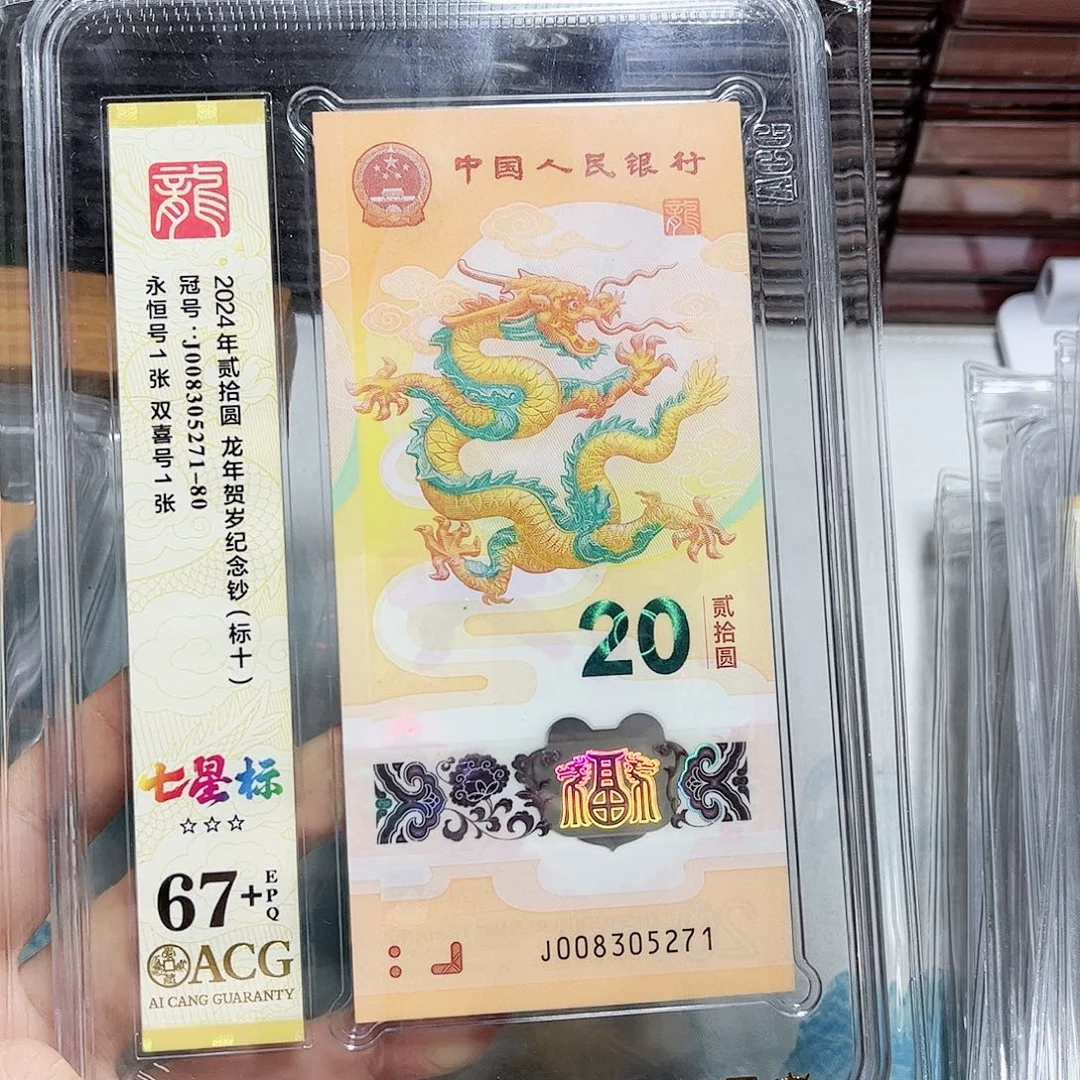 龍
2024年贰拾圆 龙年贺岁纪念钞(标十)
冠号:J008305271-80
永恒号1张 双喜号1张
七星标
67+
EPQ
ACG
AI CANG GUARANTY
中国人民银行
龍
20
贰拾圆
福
J008305271
ACG